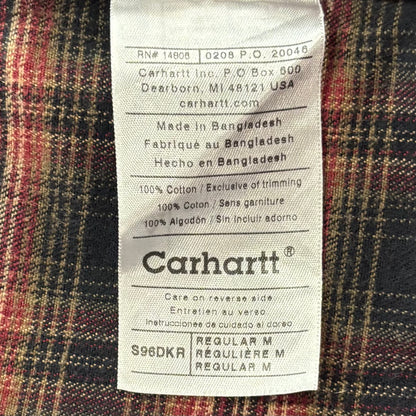 RN# 14806 | 0208 P.O. 20046
Carhartt Inc. P.O Box 600
Dearborn, MI 48121 USA
carhartt.com
Made in Bangladesh
Fabriqué au Bangladesh
Hecho en Bangladesh
100% Cotton / Exclusive of trimming
100% Coton / Sans garniture
100% Algodón / Sin incluir adorno
Carhartt®
Care on reverse side
Entretien au verso
Instrucciones de cuidado al dorso
S96DKR
REGULAR M
RÉGULIÈRE M
REGULAR M